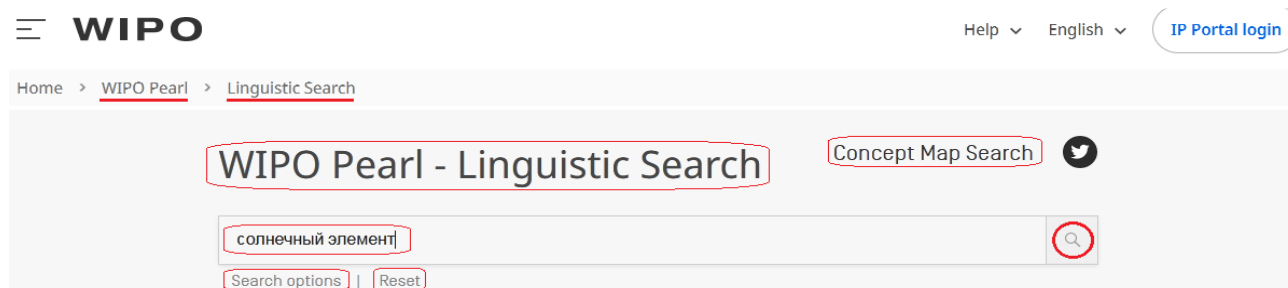 WIPO Help English IP Portal login
Home > WIPO Pearl > Linguistic Search
WIPO Pearl - Linguistic Search Concept Map Search
солнечный элемент
Search options | Reset